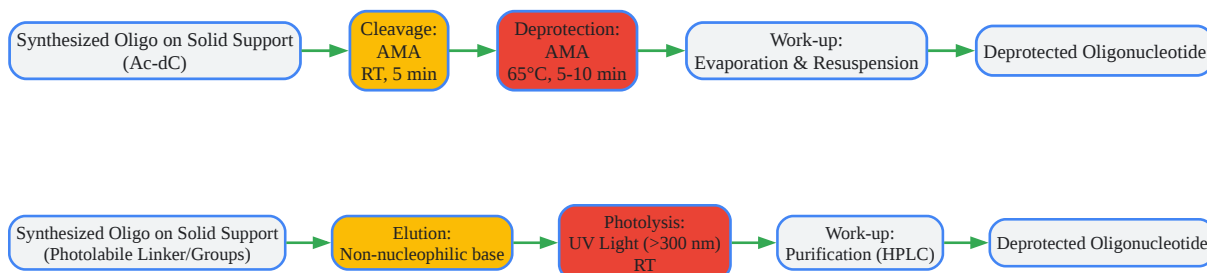 Synthesized Oligo on Solid Support
(Ac-dC)
Cleavage:
AMA
RT, 5 min
Deprotection:
AMA
65°C, 5-10 min
Work-up:
Evaporation & Resuspension
Deprotected Oligonucleotide
Synthesized Oligo on Solid Support
(Photolabile Linker/Groups)
Elution:
Non-nucleophilic base
Photolysis:
UV Light (>300 nm)
RT
Work-up:
Purification (HPLC)
Deprotected Oligonucleotide